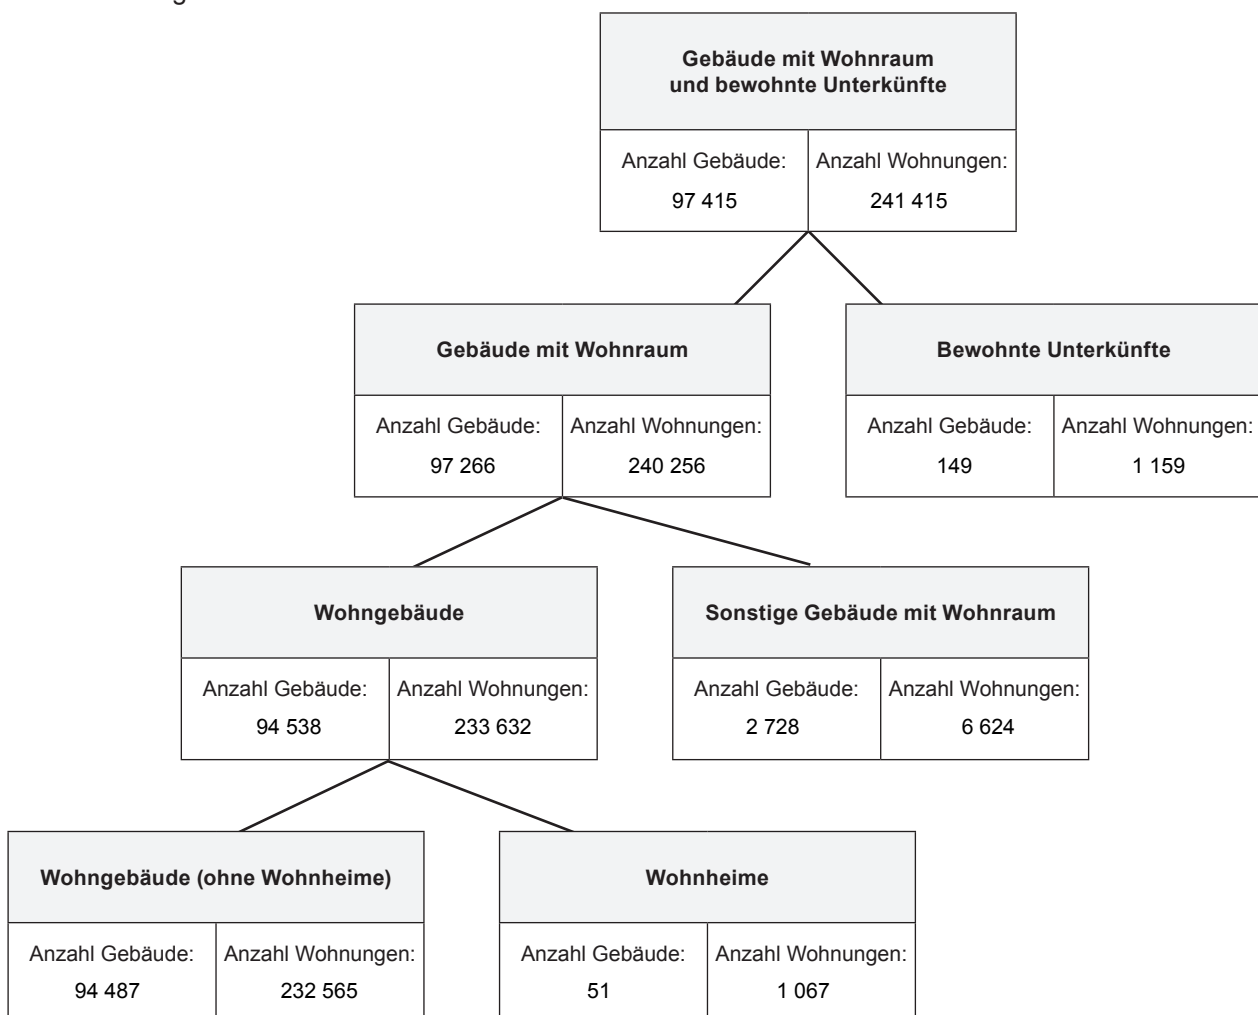 Gebäude mit Wohnraum
und bewohnte Unterkünfte
Anzahl Gebäude: Anzahl Wohnungen:
97 415 241 415
Gebäude mit Wohnraum Bewohnte Unterkünfte
Anzahl Gebäude: Anzahl Wohnungen: Anzahl Gebäude: Anzahl Wohnungen:
97 266 240 256 149 1 159
Wohngebäude Sonstige Gebäude mit Wohnraum
Anzahl Gebäude: Anzahl Wohnungen: Anzahl Gebäude: Anzahl Wohnungen:
94 538 233 632 2 728 6 624
Wohngebäude (ohne Wohnheime) Wohnheime
Anzahl Gebäude: Anzahl Wohnungen: Anzahl Gebäude: Anzahl Wohnungen:
94 487 232 565 51 1 067